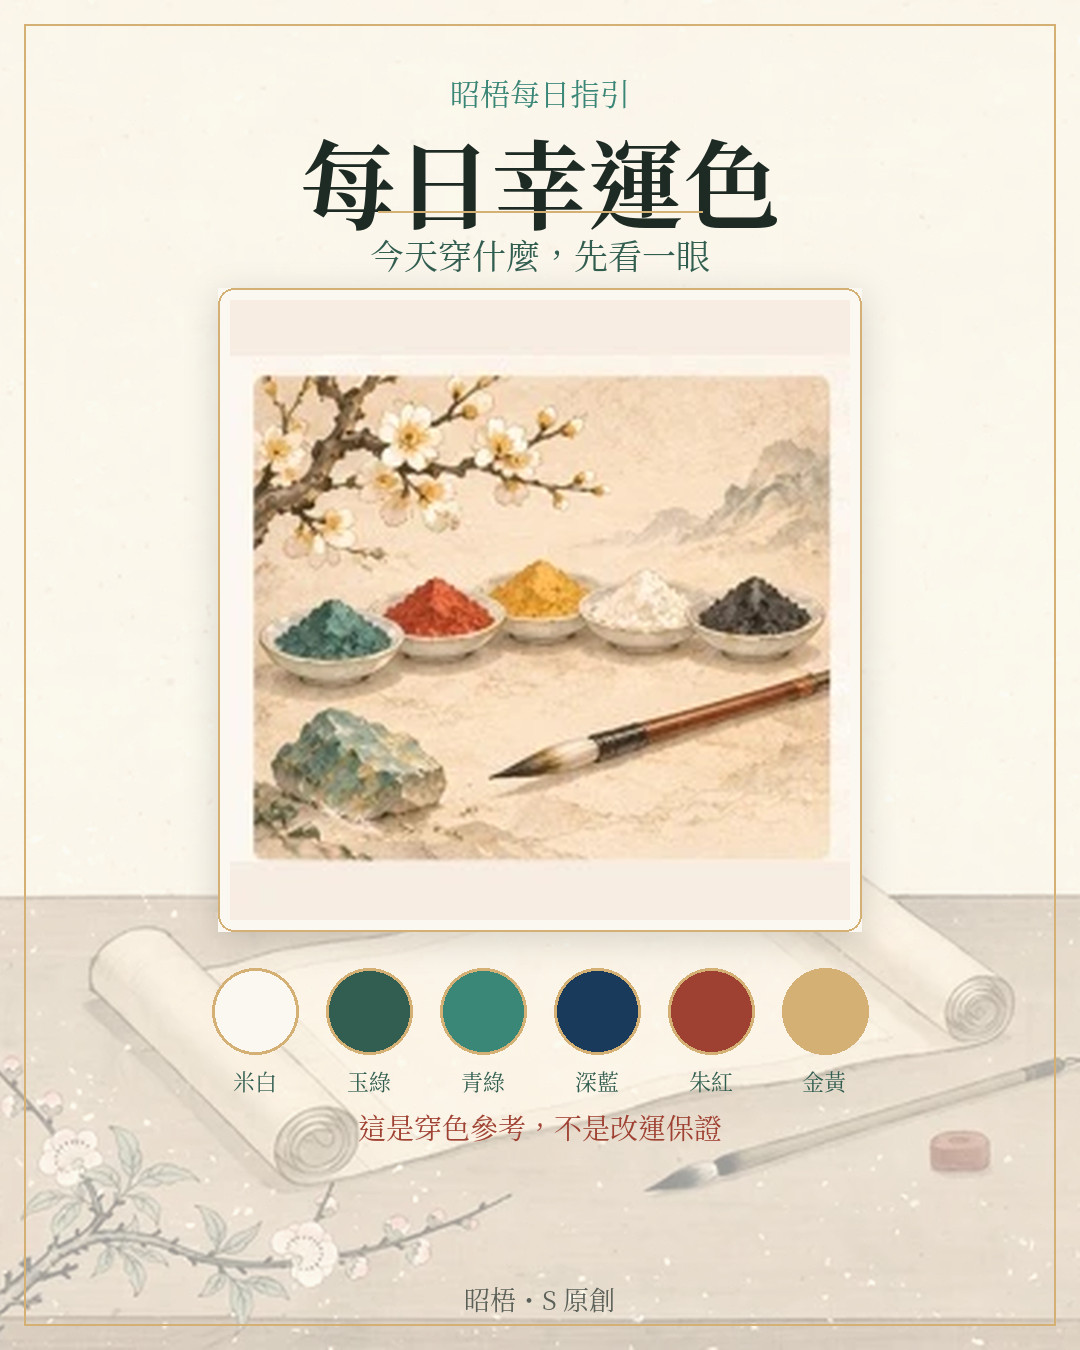 昭梧每日指引
每日幸運色
今天穿什麼，先看一眼
米白 玉綠 青綠 深藍 朱紅 金黃
這是穿色參考，不是改運保證
昭梧・S 原創